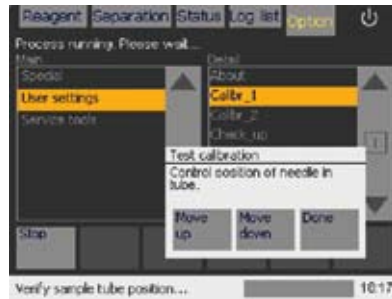 Reagent Separation Status Log list Option
Process running. Please wait...
Main Detail
Special About
User settings Calibr_1
Service tools Calibr_2
Check_up
Test calibration
Control position of needle in
tube.
Move up Move down Done
Stop
Verify sample tube position... 18:17